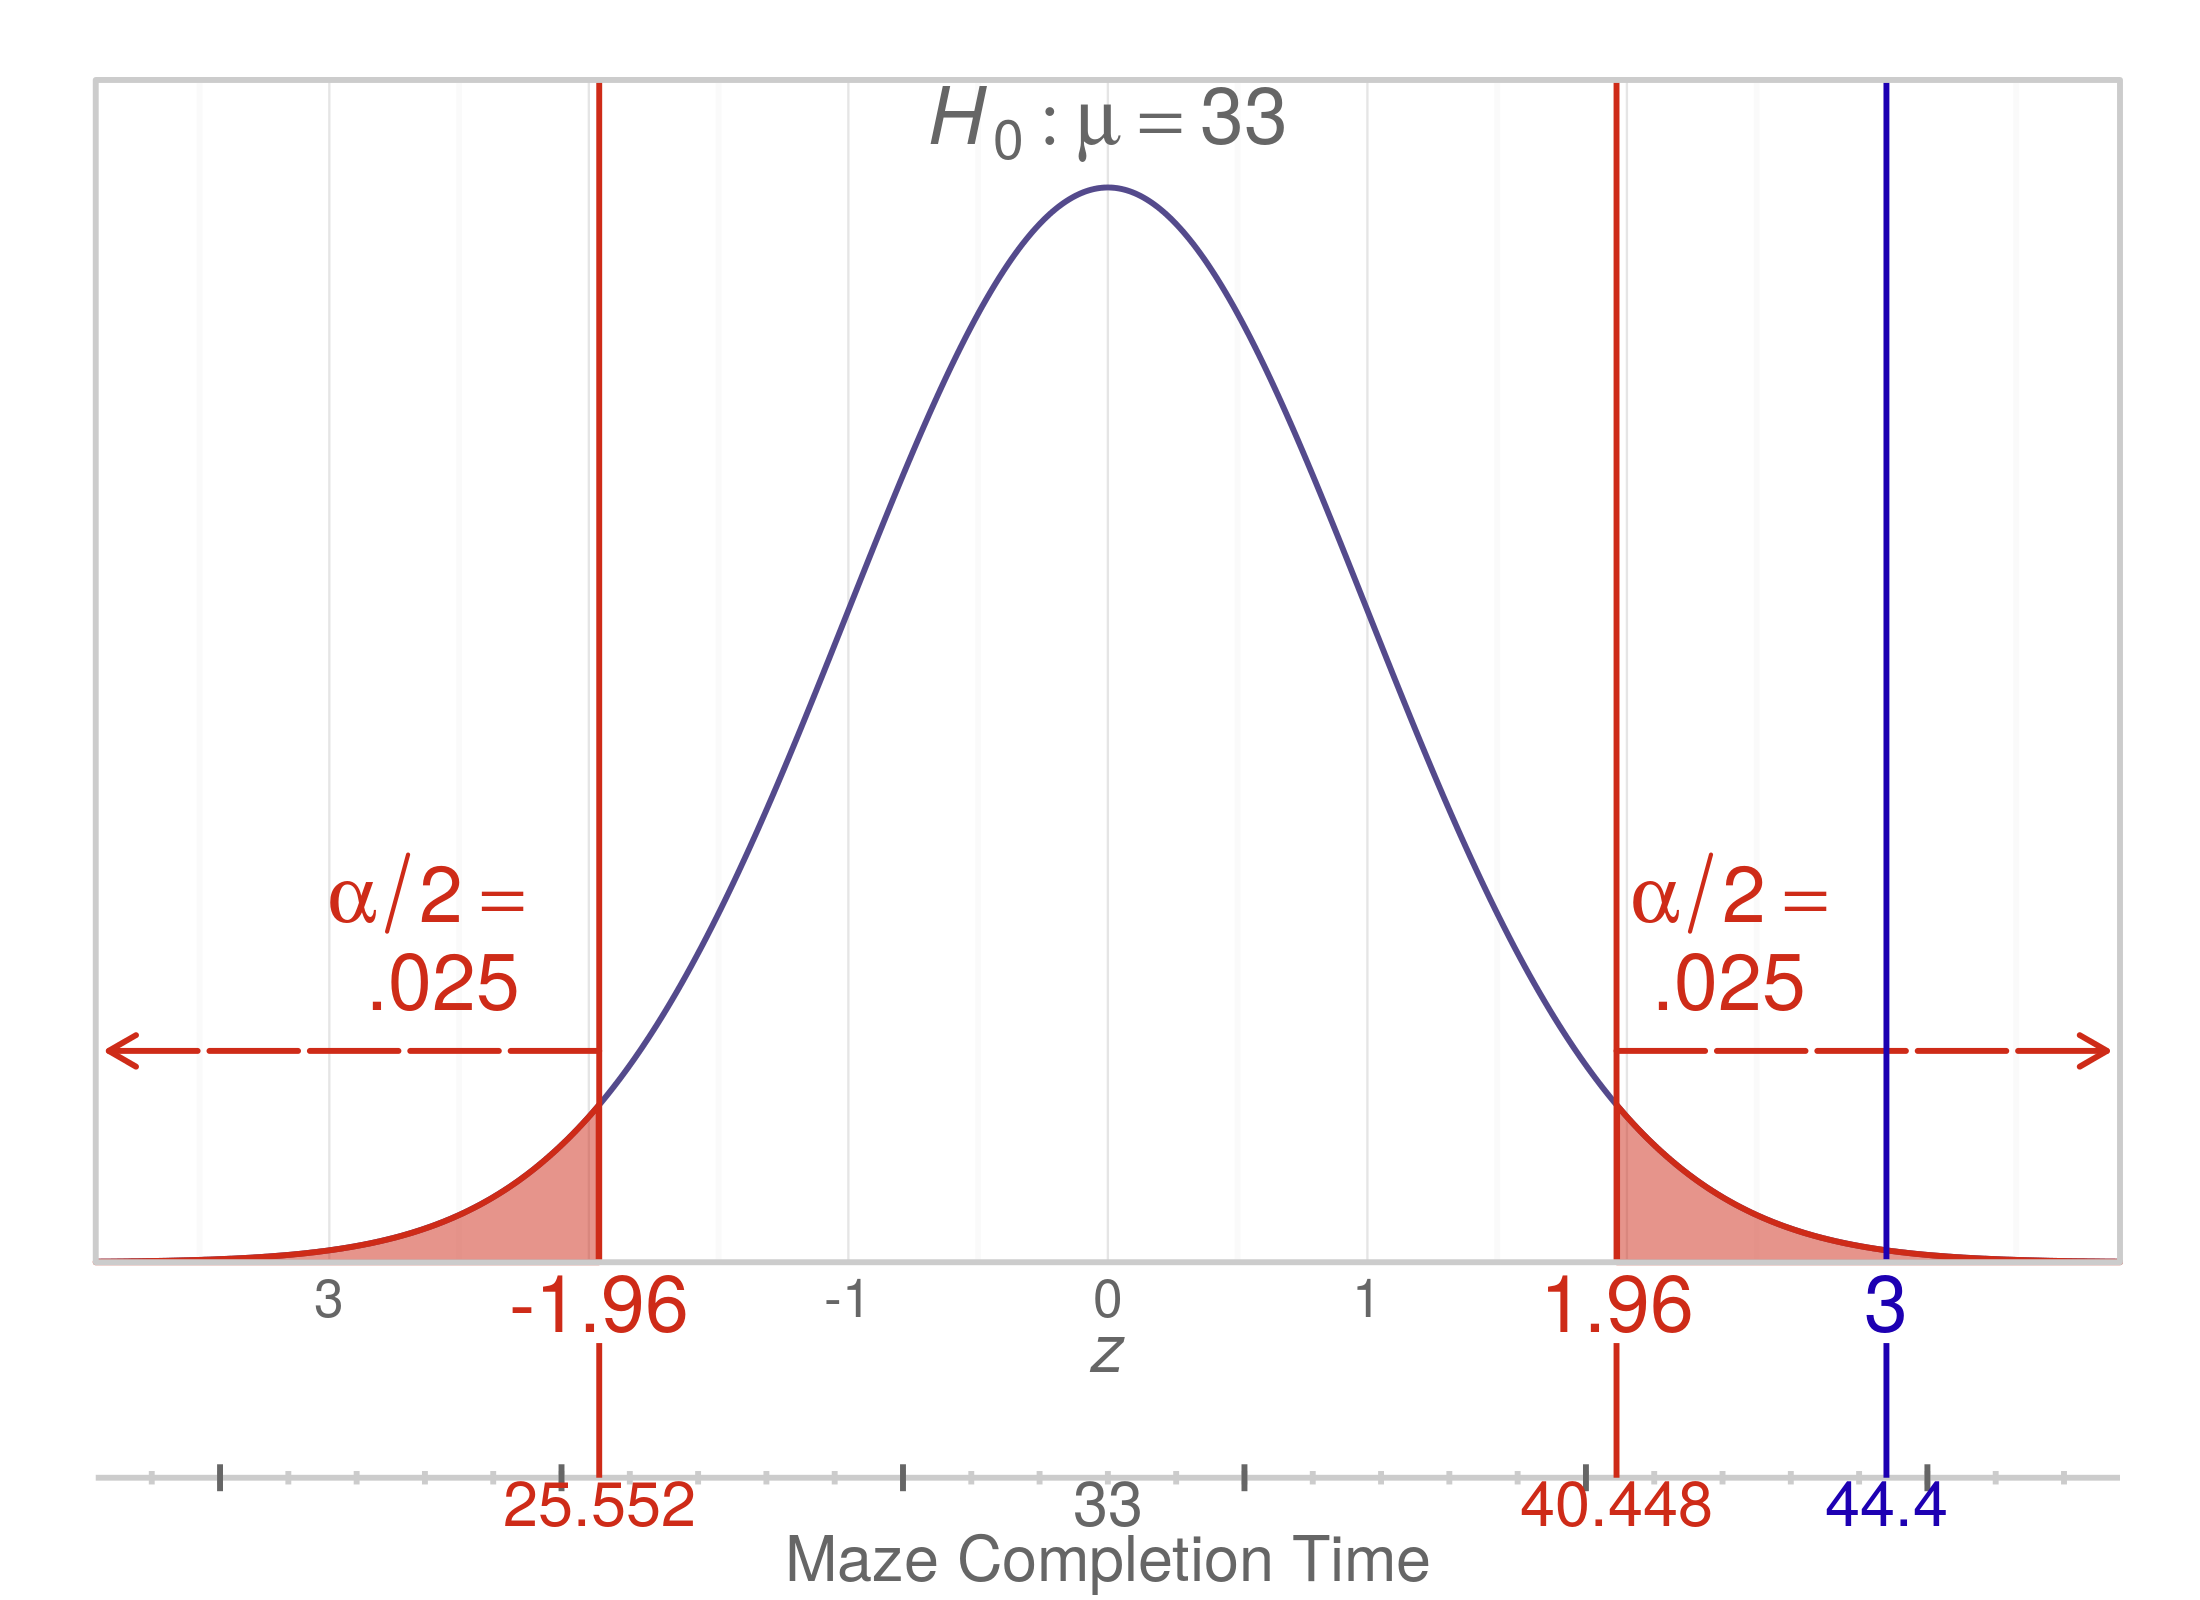 H0 : μ = 33
α/2 =
.025
α/2 =
.025
3 -1.96 -1 0 1 1.96 3
z
25.552 33 40.448 44.4
Maze Completion Time